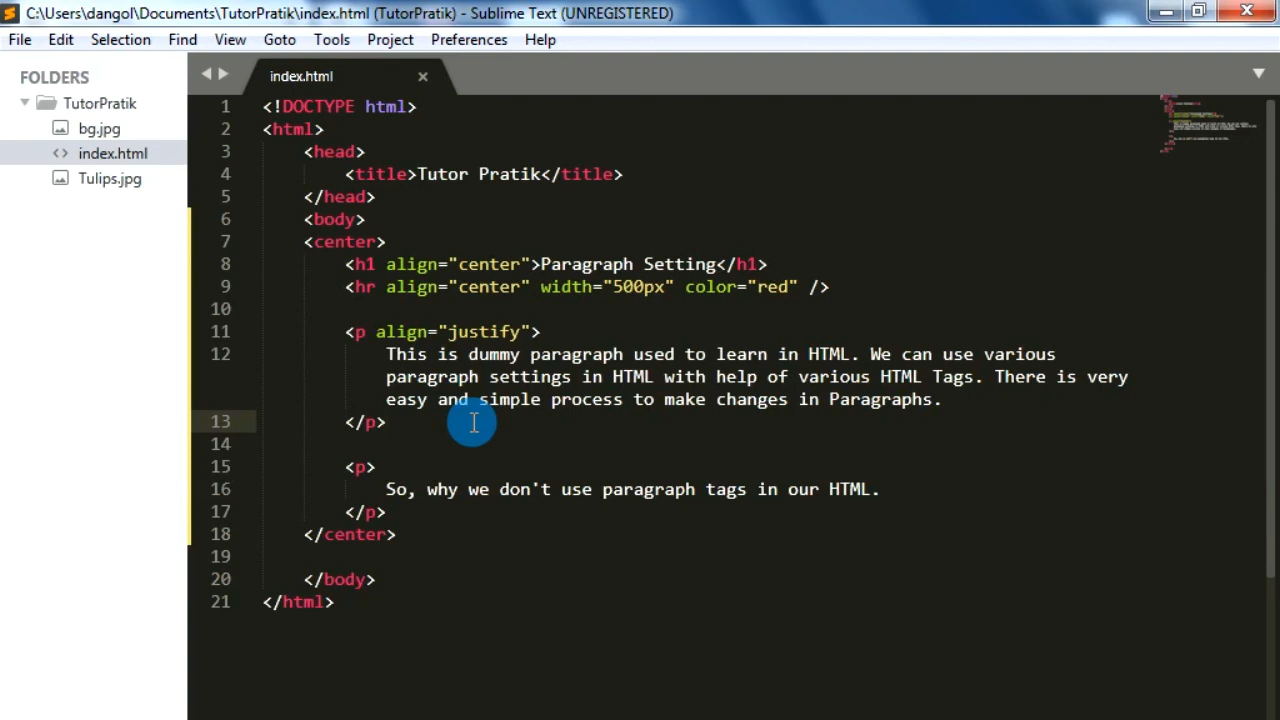 C:\Users\dangol\Documents\TutorPratik\index.html (TutorPratik) - Sublime Text (UNREGISTERED)
File Edit Selection Find View Goto Tools Project Preferences Help
FOLDERS
TutorPratik
bg.jpg
index.html
Tulips.jpg
index.html
1 <!DOCTYPE html>
2 <html>
3 <head>
4 <title>Tutor Pratik</title>
5 </head>
6 <body>
7 <center>
8 <h1 align="center">Paragraph Setting</h1>
9 <hr align="center" width="500px" color="red" />
10
11 <p align="justify">
12 This is dummy paragraph used to learn in HTML. We can use various
paragraph settings in HTML with help of various HTML Tags. There is very
easy and simple process to make changes in Paragraphs.
13 </p>
14
15 <p>
16 So, why we don't use paragraph tags in our HTML.
17 </p>
18 </center>
19
20 </body>
21 </html>